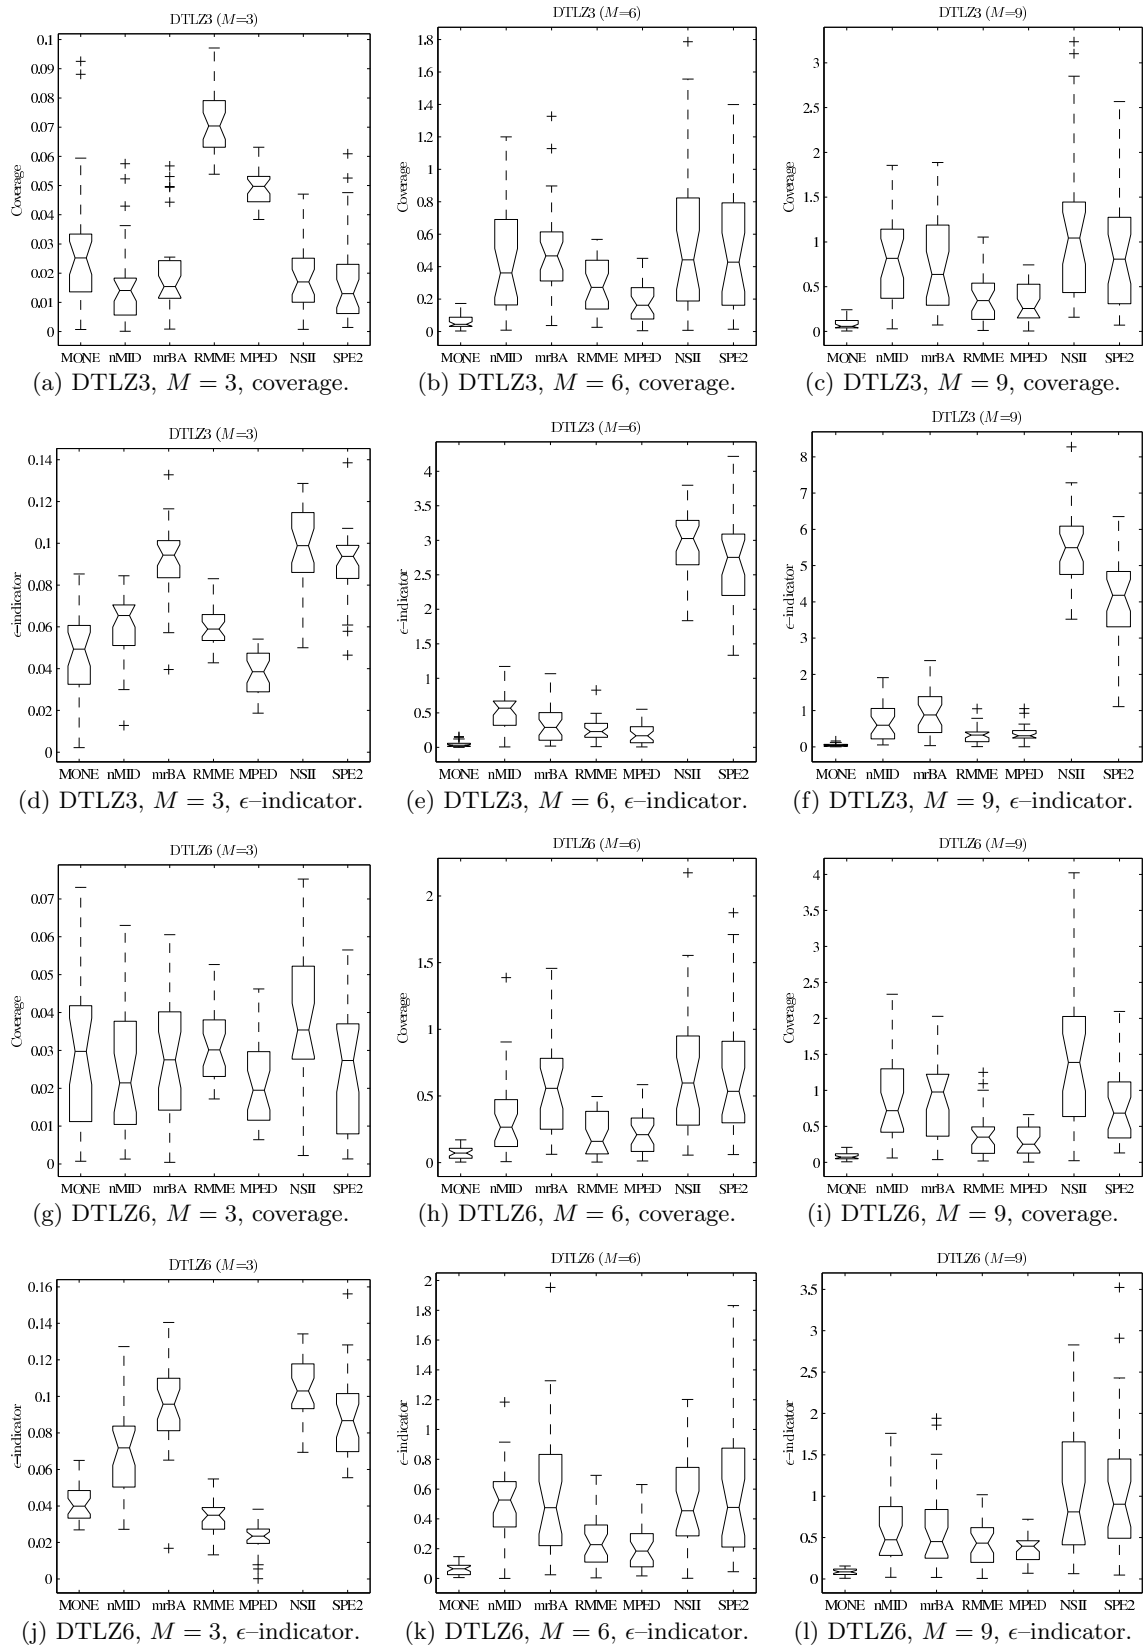 DTLZ3 (M=3) DTLZ3 (M=6) DTLZ3 (M=9)
Coverage
0.1
0.09
0.08
0.07
0.06
0.05
0.04
0.03
0.02
0.01
0
Coverage
1.8
1.6
1.4
1.2
1
0.8
0.6
0.4
0.2
0
Coverage
3
2.5
2
1.5
1
0.5
0
MONE nMID mrBA RMME MPED NSII SPE2
MONE nMID mrBA RMME MPED NSII SPE2
MONE nMID mrBA RMME MPED NSII SPE2
(a) DTLZ3, M = 3, coverage.
(b) DTLZ3, M = 6, coverage.
(c) DTLZ3, M = 9, coverage.
DTLZ3 (M=3) DTLZ3 (M=6) DTLZ3 (M=9)
ϵ-indicator
0.14
0.12
0.1
0.08
0.06
0.04
0.02
0
ϵ-indicator
4
3.5
3
2.5
2
1.5
1
0.5
0
ϵ-indicator
8
7
6
5
4
3
2
1
0
MONE nMID mrBA RMME MPED NSII SPE2
MONE nMID mrBA RMME MPED NSII SPE2
MONE nMID mrBA RMME MPED NSII SPE2
(d) DTLZ3, M = 3, ϵ–indicator.
(e) DTLZ3, M = 6, ϵ–indicator.
(f) DTLZ3, M = 9, ϵ–indicator.
DTLZ6 (M=3) DTLZ6 (M=6) DTLZ6 (M=9)
Coverage
0.07
0.06
0.05
0.04
0.03
0.02
0.01
0
Coverage
2
1.5
1
0.5
0
Coverage
4
3.5
3
2.5
2
1.5
1
0.5
0
MONE nMID mrBA RMME MPED NSII SPE2
MONE nMID mrBA RMME MPED NSII SPE2
MONE nMID mrBA RMME MPED NSII SPE2
(g) DTLZ6, M = 3, coverage.
(h) DTLZ6, M = 6, coverage.
(i) DTLZ6, M = 9, coverage.
DTLZ6 (M=3) DTLZ6 (M=6) DTLZ6 (M=9)
ϵ-indicator
0.16
0.14
0.12
0.1
0.08
0.06
0.04
0.02
0
ϵ-indicator
2
1.8
1.6
1.4
1.2
1
0.8
0.6
0.4
0.2
0
ϵ-indicator
3.5
3
2.5
2
1.5
1
0.5
0
MONE nMID mrBA RMME MPED NSII SPE2
MONE nMID mrBA RMME MPED NSII SPE2
MONE nMID mrBA RMME MPED NSII SPE2
(j) DTLZ6, M = 3, ϵ–indicator.
(k) DTLZ6, M = 6, ϵ–indicator.
(l) DTLZ6, M = 9, ϵ–indicator.